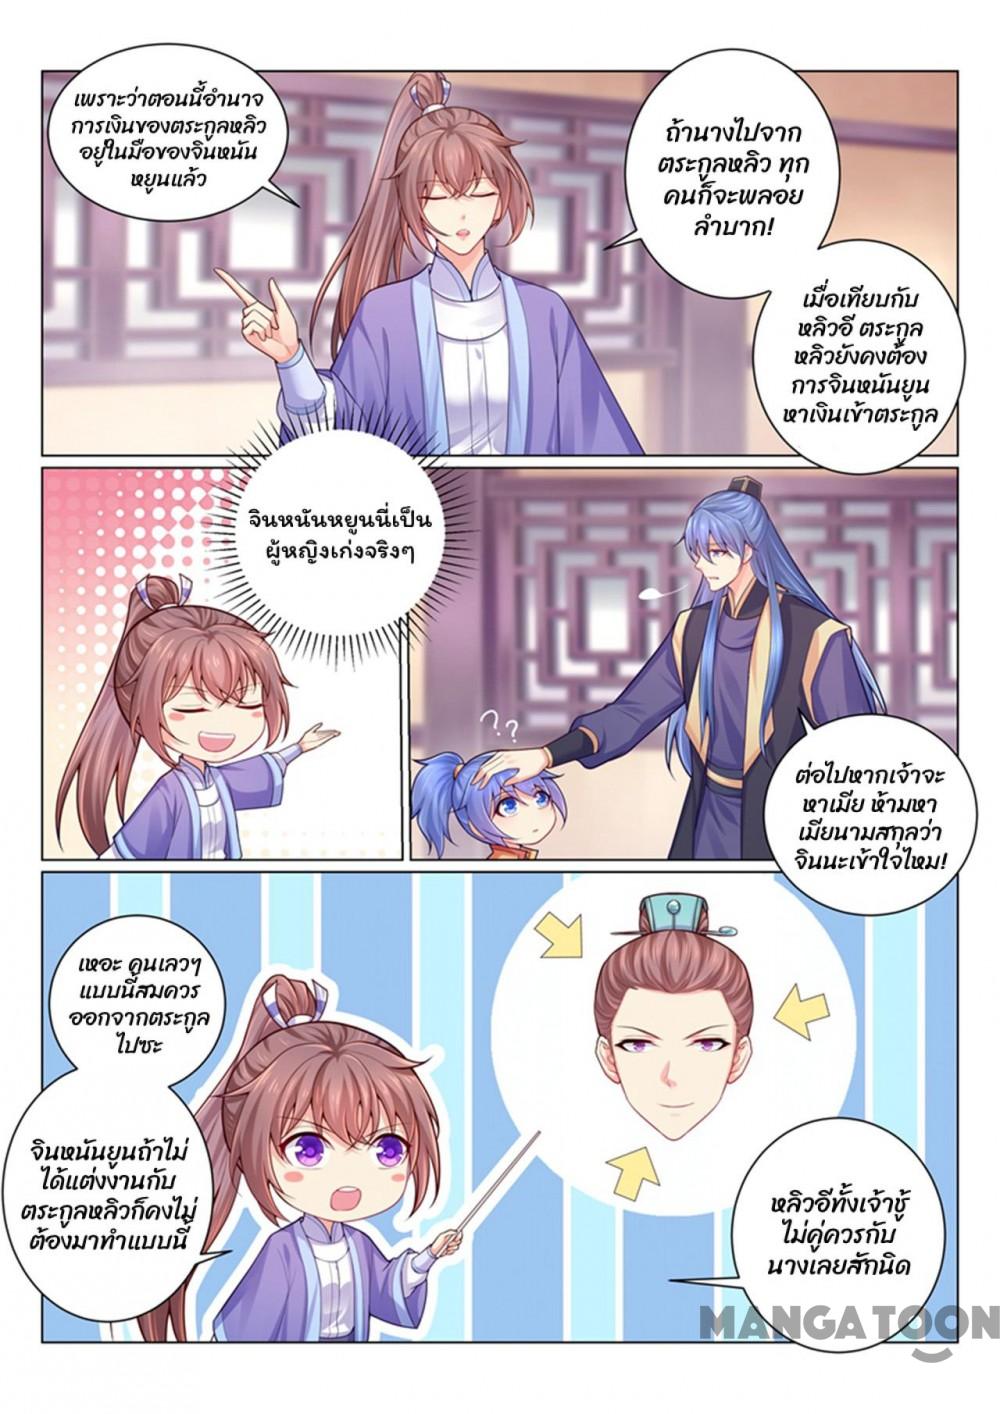 เพราะว่าตอนนี้อำนาจ
การเงินของตระกูลหลิว
อยู่ในมือของจินหนัน
หยูนแล้ว
ถ้านางไปจาก
ตระกูลหลิว ทุก
คนก็จะพลอย
ลำบาก!
เมื่อเทียบกับ
หลิวอี ตระกูล
หลิวยังคงต้อง
การจินหนันยูน
หาเงินเข้าตระกูล
จินหนันหยูนนี่เป็น
ผู้หญิงเก่งจริงๆ
??
ต่อไปหากเจ้าจะ
หาเมีย ห้ามหา
เมียนามสกุลว่า
จินนะเข้าใจไหม!
เหอะ คนเลวๆ
แบบนี้สมควร
ออกจากตระกูล
ไปซะ
จินหนันยูนถ้าไม่
ได้แต่งงานกับ
ตระกูลหลิวก็คงไม่
ต้องมาทำแบบนี้
หลิวอีทั้งเจ้าชู้
ไม่คู่ควรกับ
นางเลยสักนิด
MANGATOON